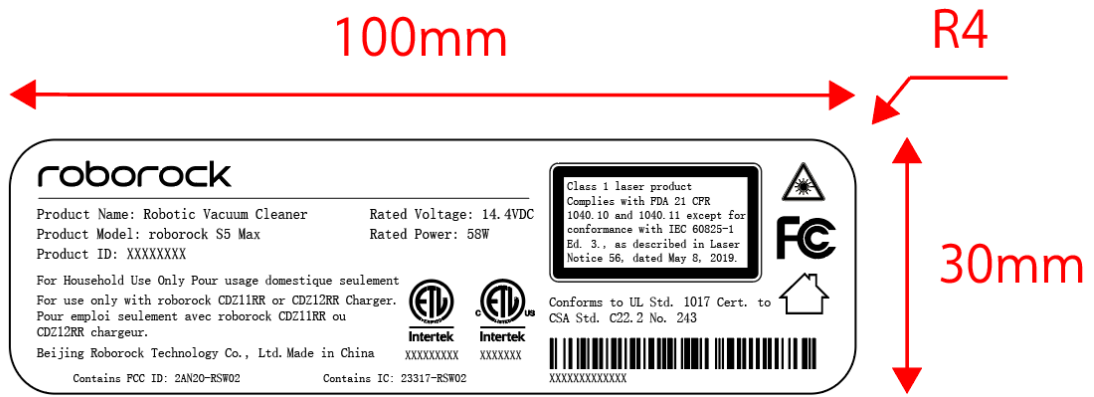 100mm
R4
30mm
roborock
Product Name: Robotic Vacuum Cleaner
Rated Voltage: 14.4VDC
Product Model: roborock S5 Max
Rated Power: 58W
Product ID: XXXXXXXX
For Household Use Only Pour usage domestique seulement
For use only with roborock CDZ11RR or CDZ12RR Charger.
Pour emploi seulement avec roborock CDZ11RR ou
CDZ12RR chargeur.
Beijing Roborock Technology Co., Ltd. Made in China
Contains FCC ID: 2AN2O-RSW02
Contains IC: 23317-RSW02
ETL
Intertek
XXXXXXXXX
C ETL US
Intertek
XXXXXXX
Class 1 laser product
Complies with FDA 21 CFR
1040.10 and 1040.11 except for
conformance with IEC 60825-1
Ed. 3., as described in Laser
Notice 56, dated May 8, 2019.
FC
Conforms to UL Std. 1017 Cert. to
CSA Std. C22.2 No. 243
XXXXXXXXXXXXX